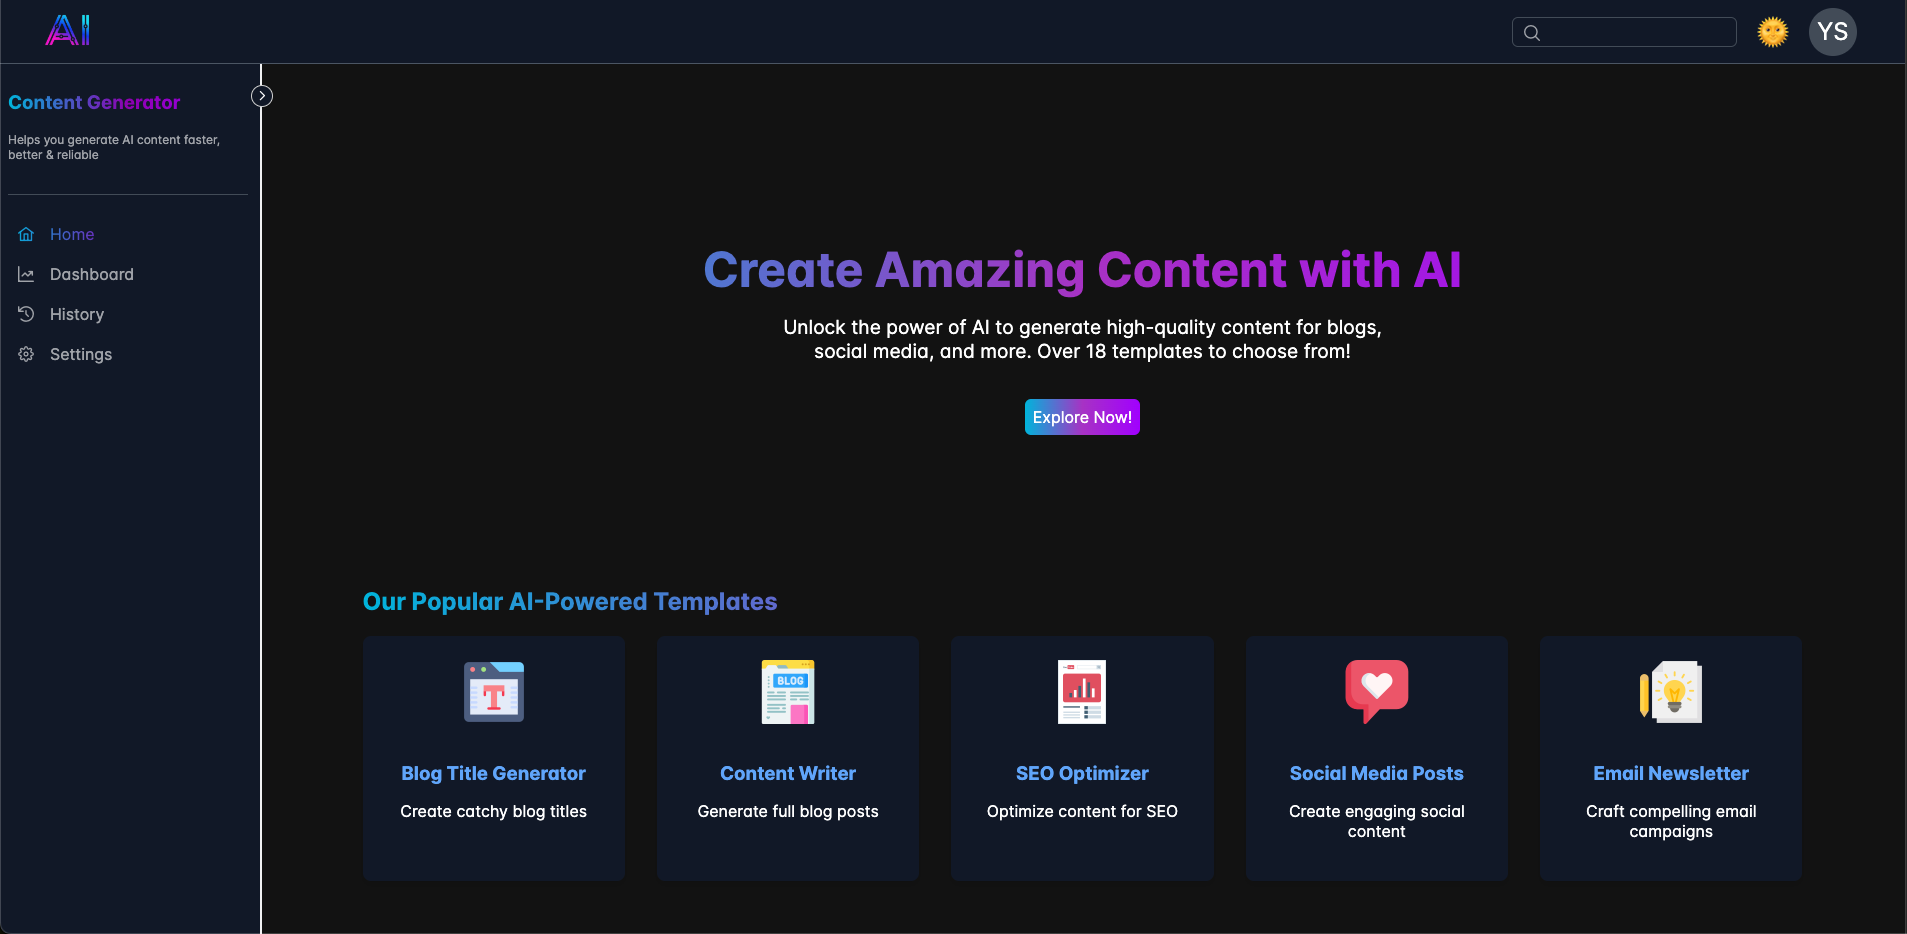 AI
YS
Content Generator
Helps you generate AI content faster,
better & reliable
Home
Dashboard
History
Settings
Create Amazing Content with AI
Unlock the power of AI to generate high-quality content for blogs,
social media, and more. Over 18 templates to choose from!
Explore Now!
Our Popular AI-Powered Templates
T
Blog Title Generator
Create catchy blog titles
BLOG
Content Writer
Generate full blog posts
SEO Optimizer
Optimize content for SEO
Social Media Posts
Create engaging social
content
Email Newsletter
Craft compelling email
campaigns